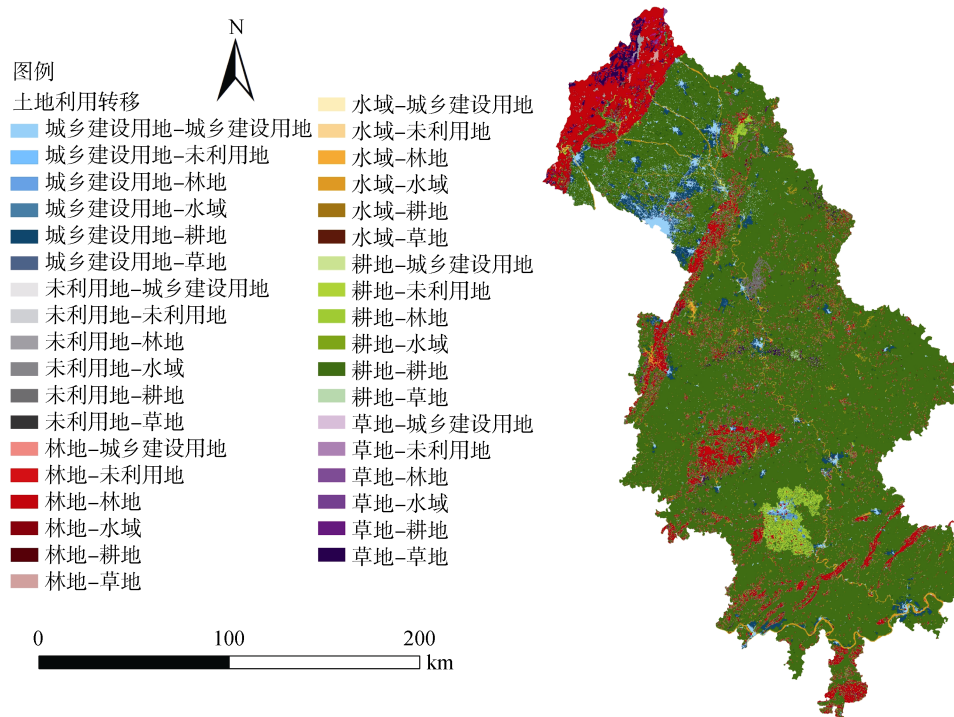 N
图例
土地利用转移
城乡建设用地-城乡建设用地
城乡建设用地-未利用地
城乡建设用地-林地
城乡建设用地-水域
城乡建设用地-耕地
城乡建设用地-草地
未利用地-城乡建设用地
未利用地-未利用地
未利用地-林地
未利用地-水域
未利用地-耕地
未利用地-草地
林地-城乡建设用地
林地-未利用地
林地-林地
林地-水域
林地-耕地
林地-草地
水域-城乡建设用地
水域-未利用地
水域-林地
水域-水域
水域-耕地
水域-草地
耕地-城乡建设用地
耕地-未利用地
耕地-林地
耕地-水域
耕地-耕地
耕地-草地
草地-城乡建设用地
草地-未利用地
草地-林地
草地-水域
草地-耕地
草地-草地
0 100 200
km